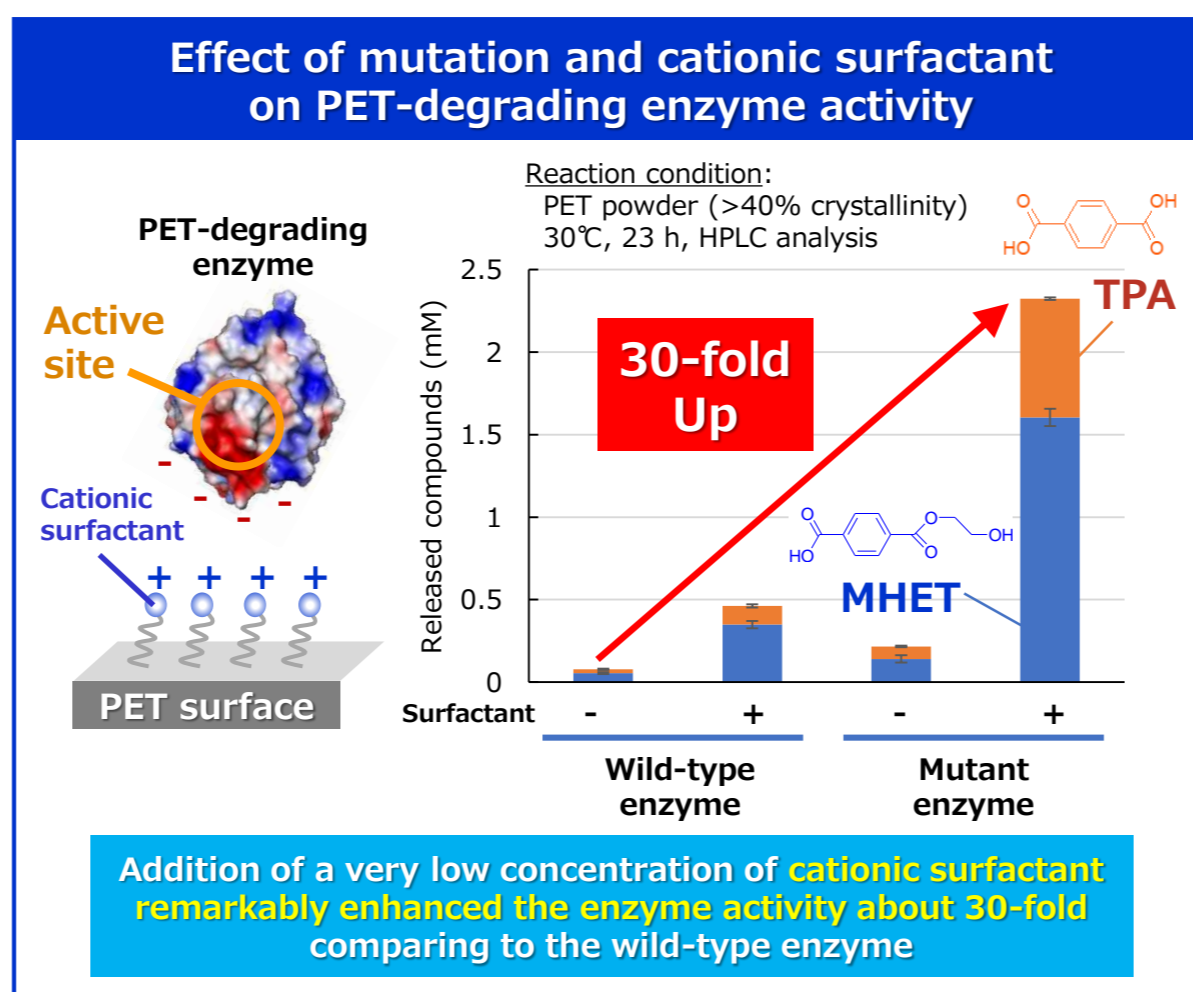 Effect of mutation and cationic surfactant
on PET-degrading enzyme activity
Reaction condition:
PET powder (>40% crystallinity)
30℃, 23 h, HPLC analysis
PET-degrading
enzyme
Active
site
-
-
-
-
Cationic
surfactant
+ + + +
PET surface
Released compounds (mM)
2.5
2
1.5
1
0.5
0
30-fold
Up
O
HO
OH
O
TPA
O
HO
O
O
OH
MHET
Surfactant - + - +
Wild-type
enzyme
Mutant
enzyme
Addition of a very low concentration of cationic surfactant
remarkably enhanced the enzyme activity about 30-fold
comparing to the wild-type enzyme